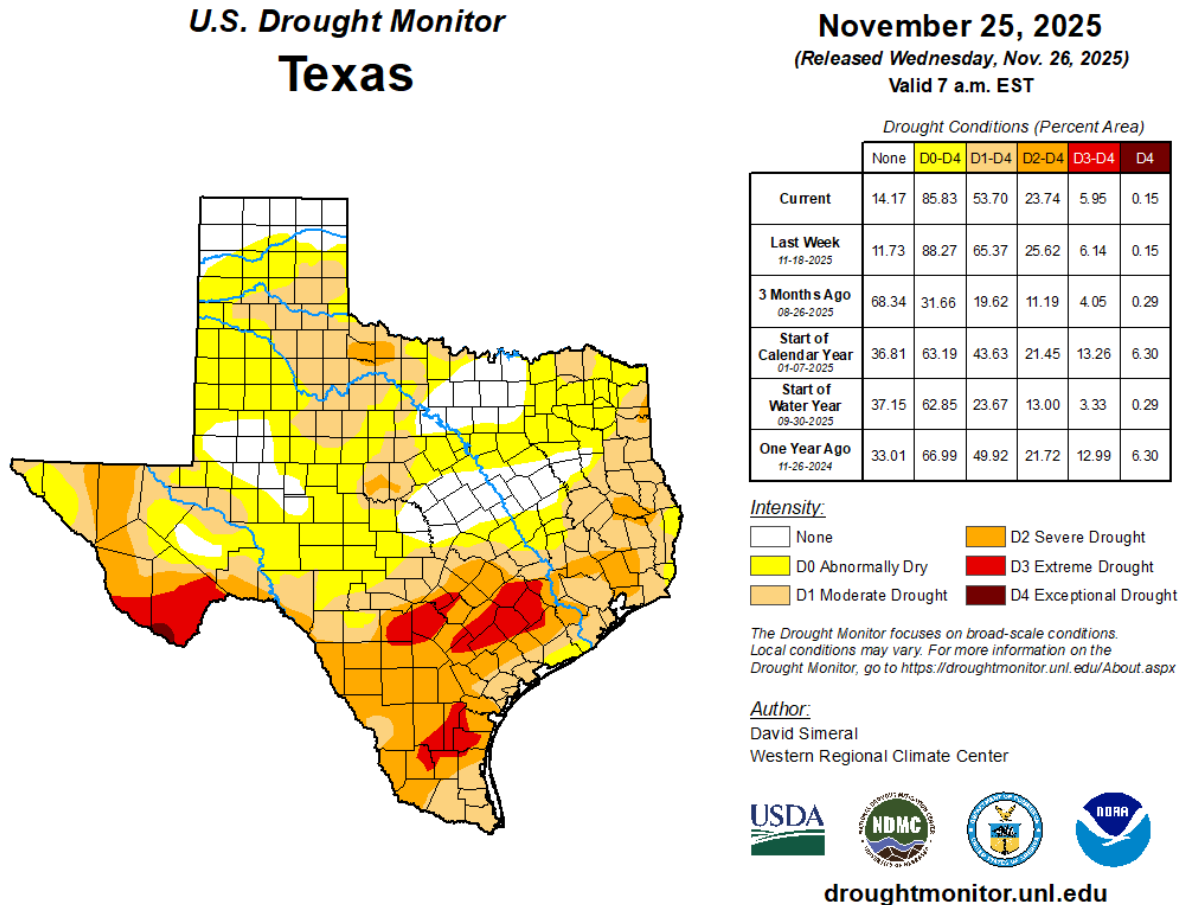 U.S. Drought Monitor
Texas
November 25, 2025
(Released Wednesday, Nov. 26, 2025)
Valid 7 a.m. EST
Drought Conditions (Percent Area)
None D0-D4 D1-D4 D2-D4 D3-D4 D4
Current 14.17 85.83 53.70 23.74 5.95 0.15
Last Week
11-18-2025 11.73 88.27 65.37 25.62 6.14 0.15
3 Months Ago
08-26-2025 68.34 31.66 19.62 11.19 4.05 0.29
Start of
Calendar Year
01-07-2025 36.81 63.19 43.63 21.45 13.26 6.30
Start of
Water Year
09-30-2025 37.15 62.85 23.67 13.00 3.33 0.29
One Year Ago
11-26-2024 33.01 66.99 49.92 21.72 12.99 6.30
Intensity:
None
D0 Abnormally Dry
D1 Moderate Drought
D2 Severe Drought
D3 Extreme Drought
D4 Exceptional Drought
The Drought Monitor focuses on broad-scale conditions.
Local conditions may vary. For more information on the
Drought Monitor, go to https://droughtmonitor.unl.edu/About.aspx
Author:
David Simeral
Western Regional Climate Center
USDA
NDMC
NOAA
droughtmonitor.unl.edu